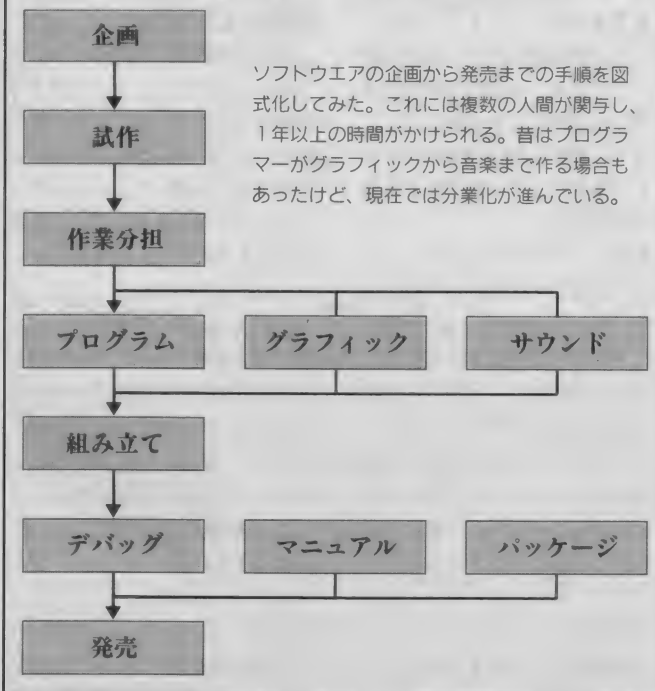 企画
ソフトウエアの企画から発売までの手順を図
式化してみた。これには複数の人間が関与し、
1年以上の時間がかけられる。昔はプログラ
マーがグラフィックから音楽まで作る場合も
あったけど、現在では分業化が進んでいる。
試作
作業分担
プログラム
グラフィック
サウンド
組み立て
デバッグ
マニュアル
パッケージ
発売